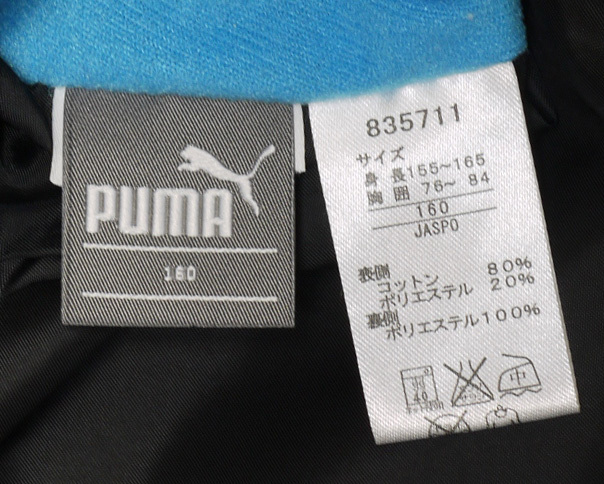 PUMA
160
835711
サイズ
身長155~165
胸囲 76~ 84
160
JASPO
表側
コットン 80%
ポリエステル 20%
裏側
ポリエステル100%
40
中